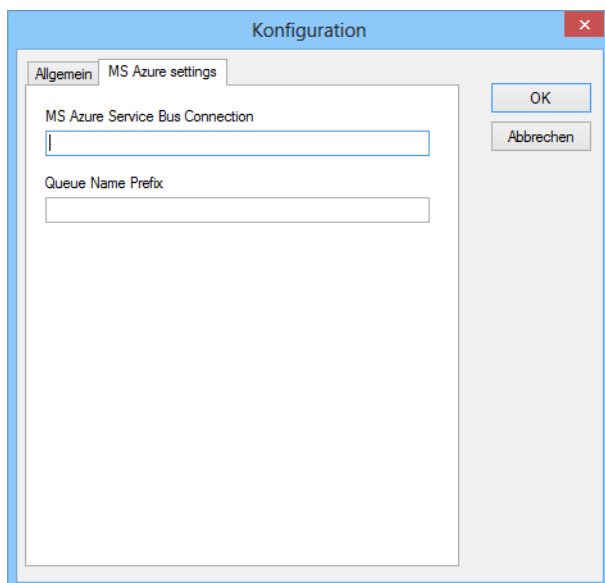 Konfiguration
Allgemein
MS Azure settings
OK
MS Azure Service Bus Connection
Abbrechen
Queue Name Prefix